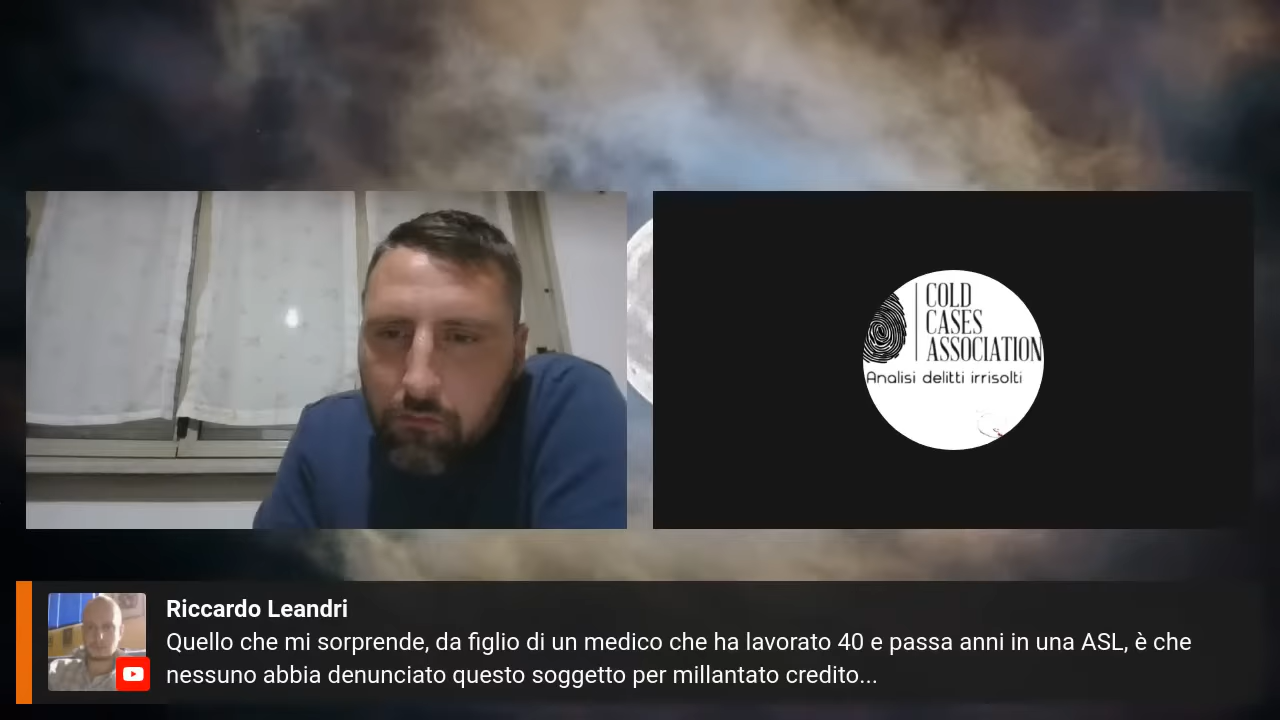 COLD
CASES
ASSOCIATION
Analisi delitti irrisolti
Riccardo Leandri
Quello che mi sorprende, da figlio di un medico che ha lavorato 40 e passa anni in una ASL, è che
nessuno abbia denunciato questo soggetto per millantato credito...